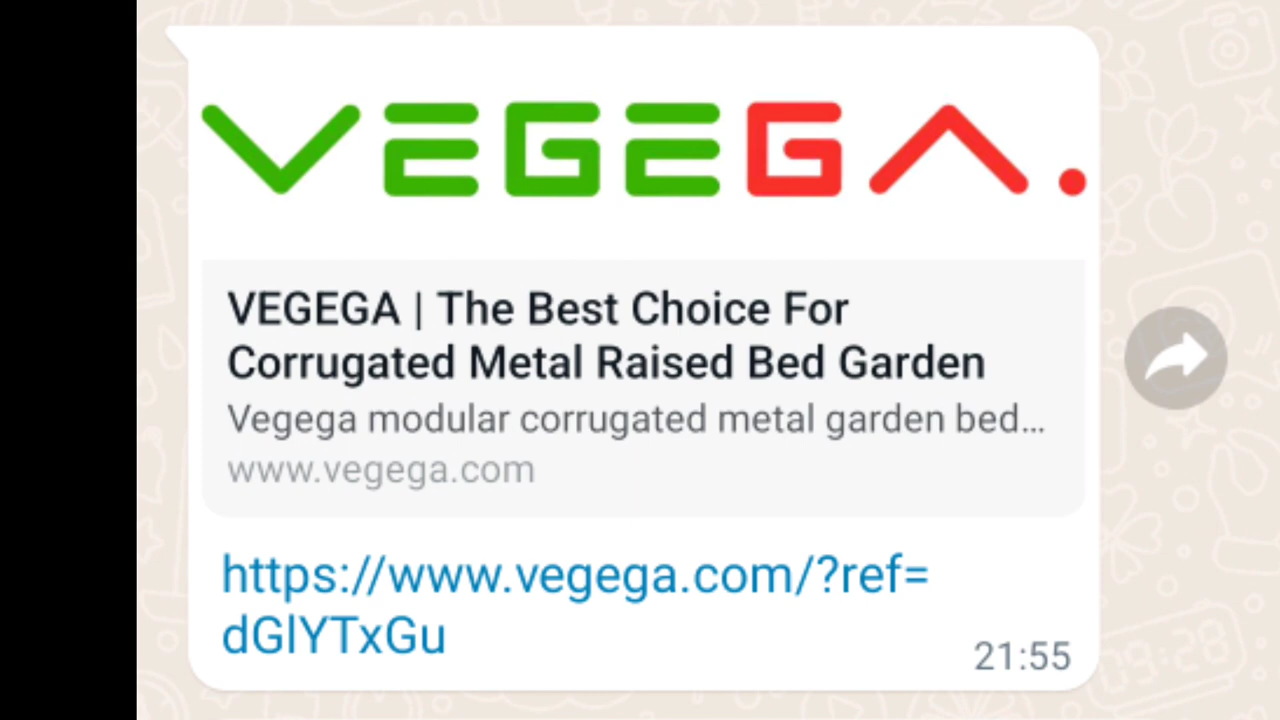 VEGEGA.
VEGEGA | The Best Choice For
Corrugated Metal Raised Bed Garden
Vegega modular corrugated metal garden bed...
www.vegega.com
https://www.vegega.com/?ref=
dGlYTxGu
21:55